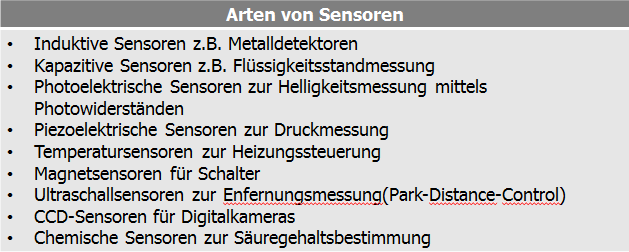 Arten von Sensoren
• Induktive Sensoren z.B. Metalldetektoren
• Kapazitive Sensoren z.B. Flüssigkeitsstandmessung
• Photoelektrische Sensoren zur Helligkeitsmessung mittels
Photowiderständen
• Piezoelektrische Sensoren zur Druckmessung
• Temperatursensoren zur Heizungssteuerung
• Magnetsensoren für Schalter
• Ultraschallsensoren zur Enfernungsmessung(Park-Distance-Control)
• CCD-Sensoren für Digitalkameras
• Chemische Sensoren zur Säuregehaltsbestimmung